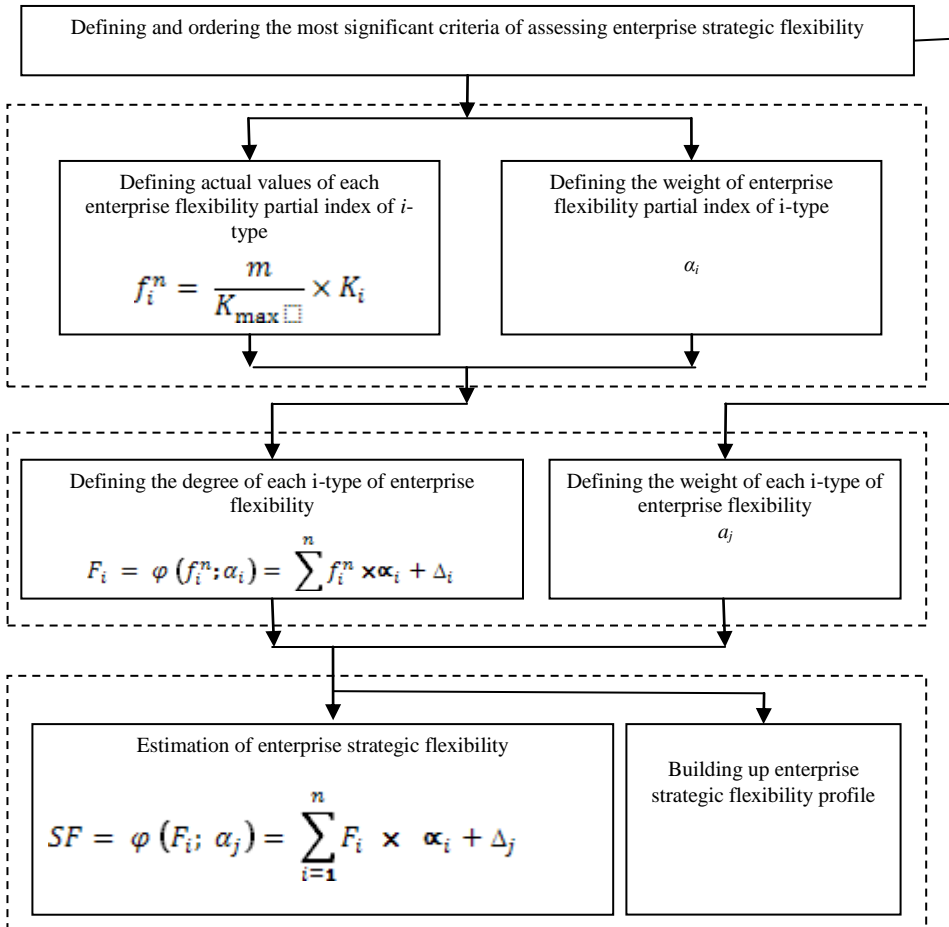 Defining and ordering the most significant criteria of assessing enterprise strategic flexibility
Defining actual values of each
enterprise flexibility partial index of i-
type
f_i^n = m / K_max □ × K_i
Defining the weight of enterprise
flexibility partial index of i-type
α_i
Defining the degree of each i-type of enterprise
flexibility
F_i = φ (f_i^n; α_i) = ∑^n f_i^n × α_i + Δ_i
Defining the weight of each i-type of
enterprise flexibility
a_j
Estimation of enterprise strategic flexibility
SF = φ (F_i; α_j) = ∑_{i=1}^n F_i × α_i + Δ_j
Building up enterprise
strategic flexibility profile